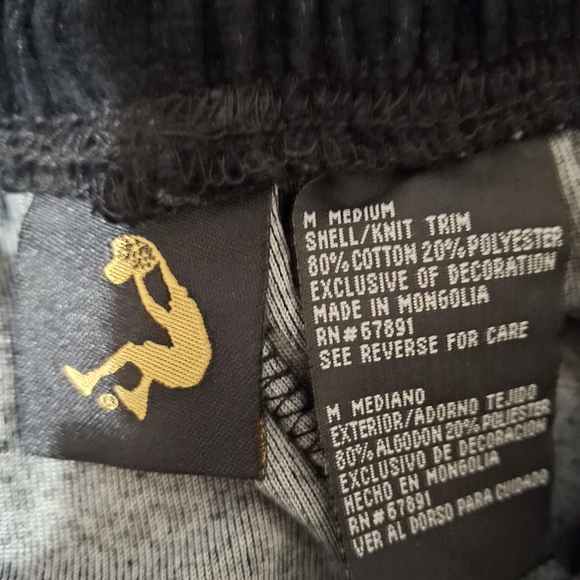 ®
M MEDIUM
SHELL/KNIT TRIM
80% COTTON 20% POLYESTER
EXCLUSIVE OF DECORATION
MADE IN MONGOLIA
RN#67891
SEE REVERSE FOR CARE
M MEDIANO
EXTERIOR/ADORNO TEJIDO
80% ALGODON 20% POLIESTER
EXCLUSIVO DE DECORACION
HECHO EN MONGOLIA
RN#67891
VER AL DORSO PARA CUIDADO